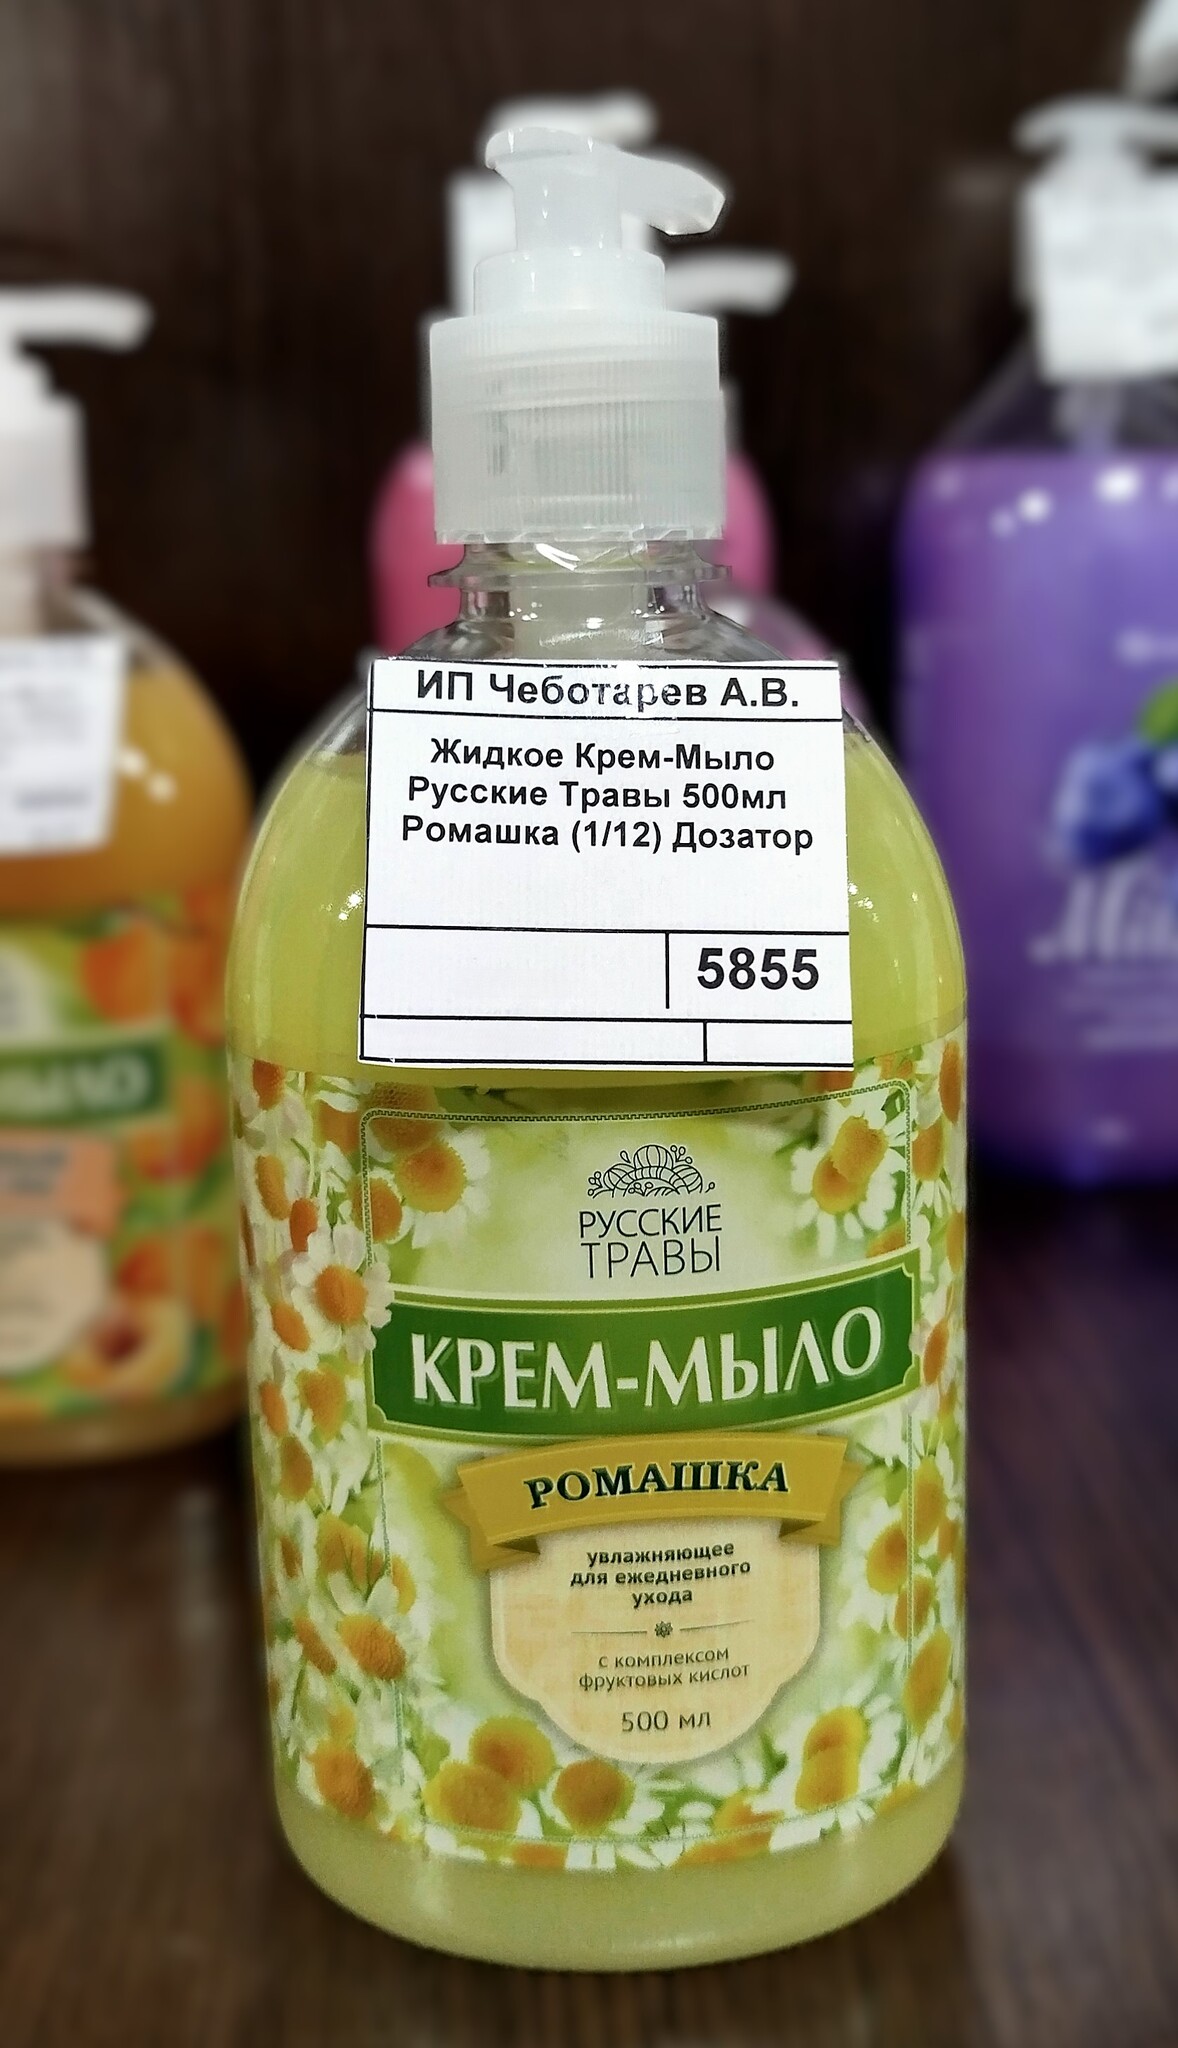 ИП Чеботарев А.В.
Жидкое Крем-Мыло
Русские Травы 500мл
Ромашка (1/12) Дозатор
5855
РУССКИЕ
ТРАВЫ
КРЕМ-МЫЛО
РОМАШКА
увлажняющее
для ежедневного
ухода
с комплексом
фруктовых кислот
500 мл